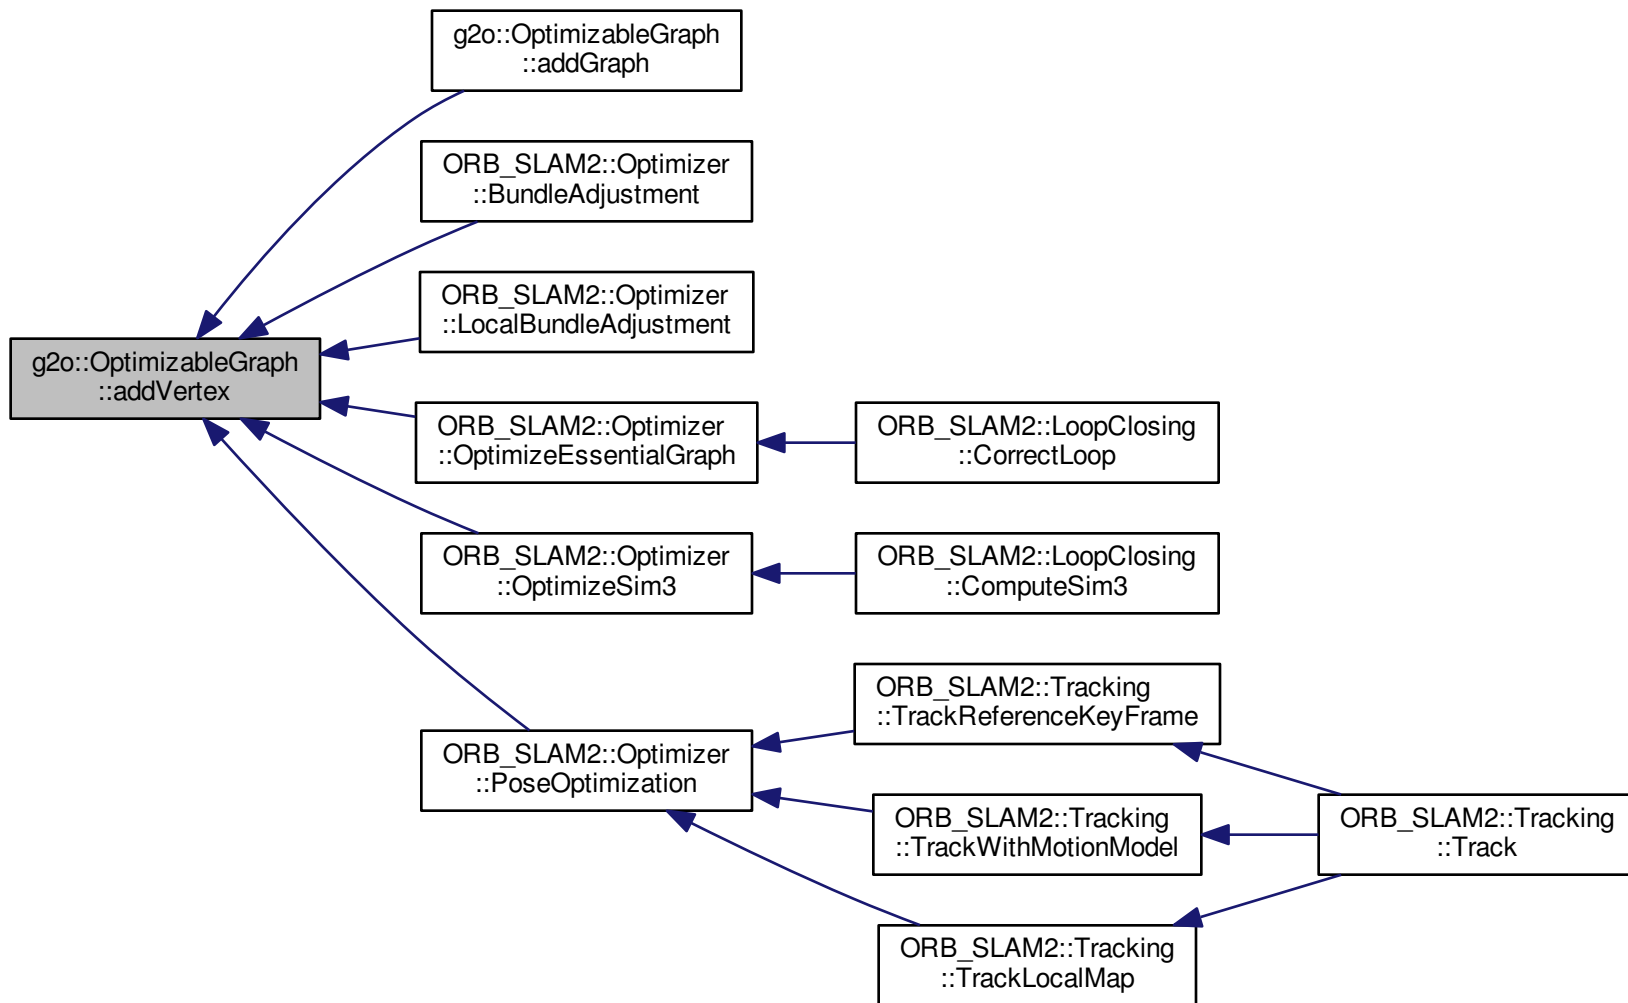 g2o::OptimizableGraph
::addGraph
ORB_SLAM2::Optimizer
::BundleAdjustment
ORB_SLAM2::Optimizer
::LocalBundleAdjustment
g2o::OptimizableGraph
::addVertex
ORB_SLAM2::Optimizer
::OptimizeEssentialGraph
ORB_SLAM2::LoopClosing
::CorrectLoop
ORB_SLAM2::Optimizer
::OptimizeSim3
ORB_SLAM2::LoopClosing
::ComputeSim3
ORB_SLAM2::Tracking
::TrackReferenceKeyFrame
ORB_SLAM2::Optimizer
::PoseOptimization
ORB_SLAM2::Tracking
::TrackWithMotionModel
ORB_SLAM2::Tracking
::Track
ORB_SLAM2::Tracking
::TrackLocalMap